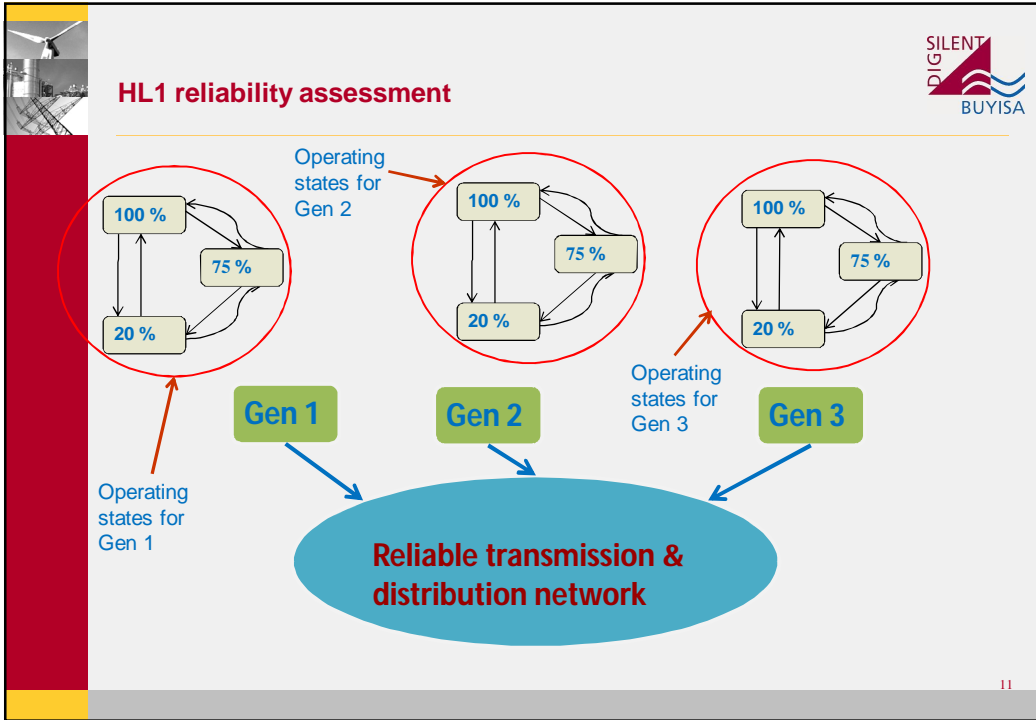 HL1 reliability assessment
DIgSILENT
BUYISA
Operating
states for
Gen 2
100 %
75 %
20 %
100 %
75 %
20 %
100 %
75 %
20 %
Operating
states for
Gen 1
Operating
states for
Gen 3
Gen 1
Gen 2
Gen 3
Reliable transmission &
distribution network
11